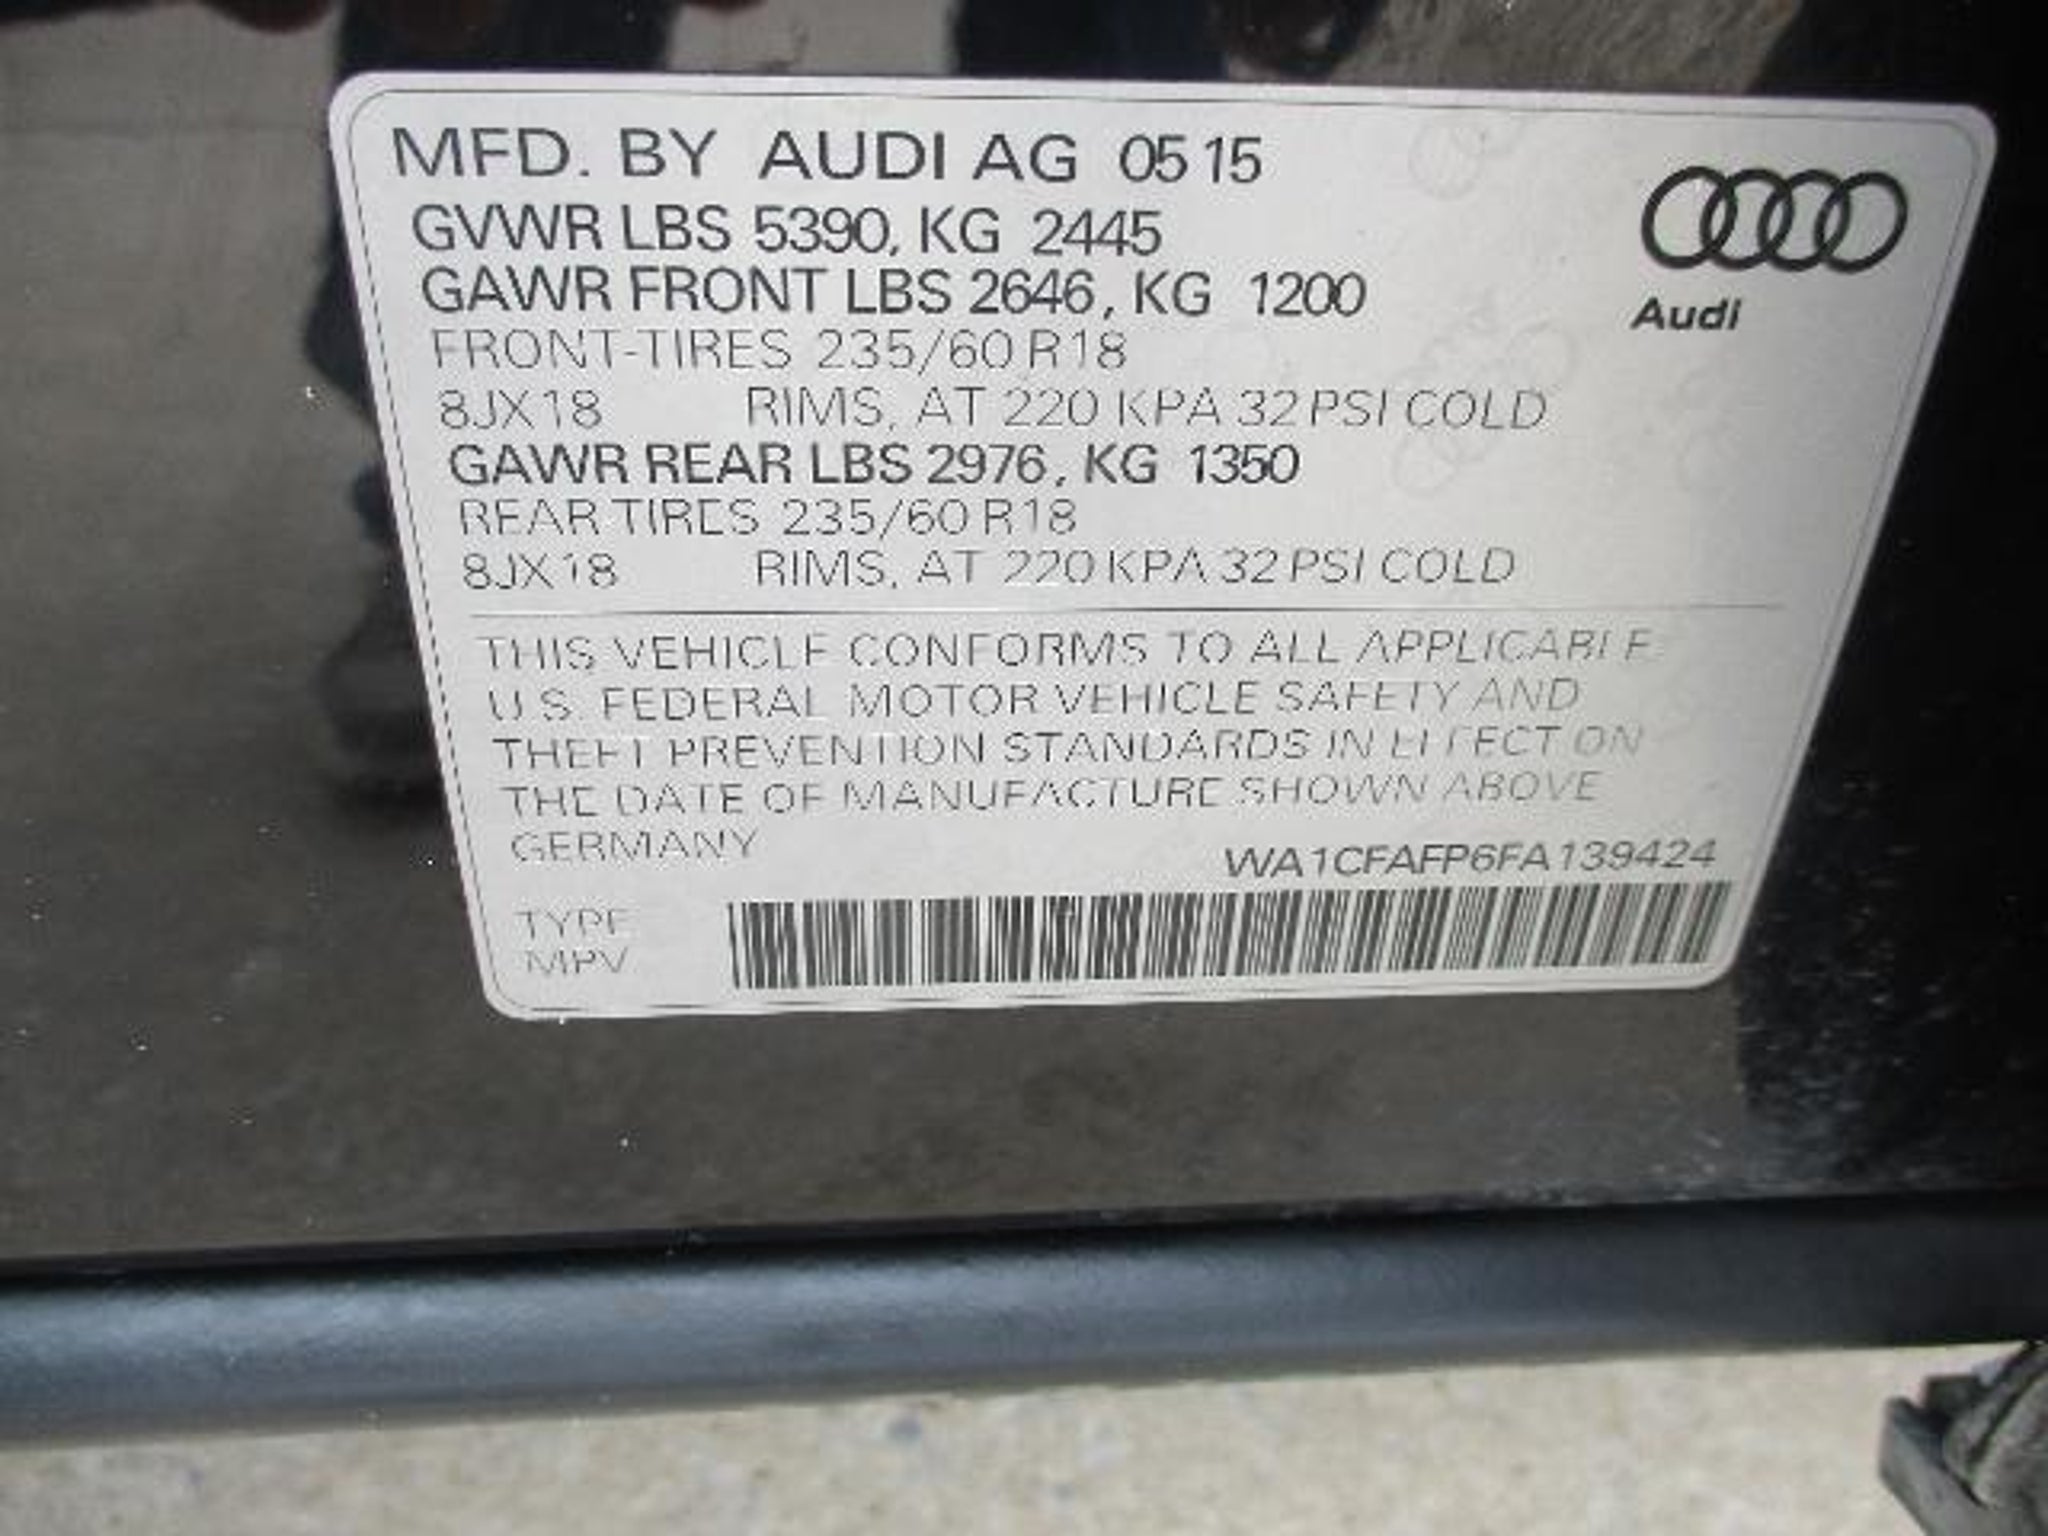 MFD. BY AUDI AG 05 15
GVWR LBS 5390, KG 2445
GAWR FRONT LBS 2646, KG 1200
FRONT-TIRES 235/60 R18
8JX18 RIMS, AT 220 KPA 32 PSI COLD
GAWR REAR LBS 2976, KG 1350
REAR TIRES 235/60 R18
8JX18 RIMS, AT 220 KPA 32 PSI COLD
Audi
THIS VEHICLE CONFORMS TO ALL APPLICABLE
U.S. FEDERAL MOTOR VEHICLE SAFETY AND
THEFT PREVENTION STANDARDS IN EFFECT ON
THE DATE OF MANUFACTURE SHOWN ABOVE
GERMANY
WA1CFAFP6FA139424
TYPE
MPV